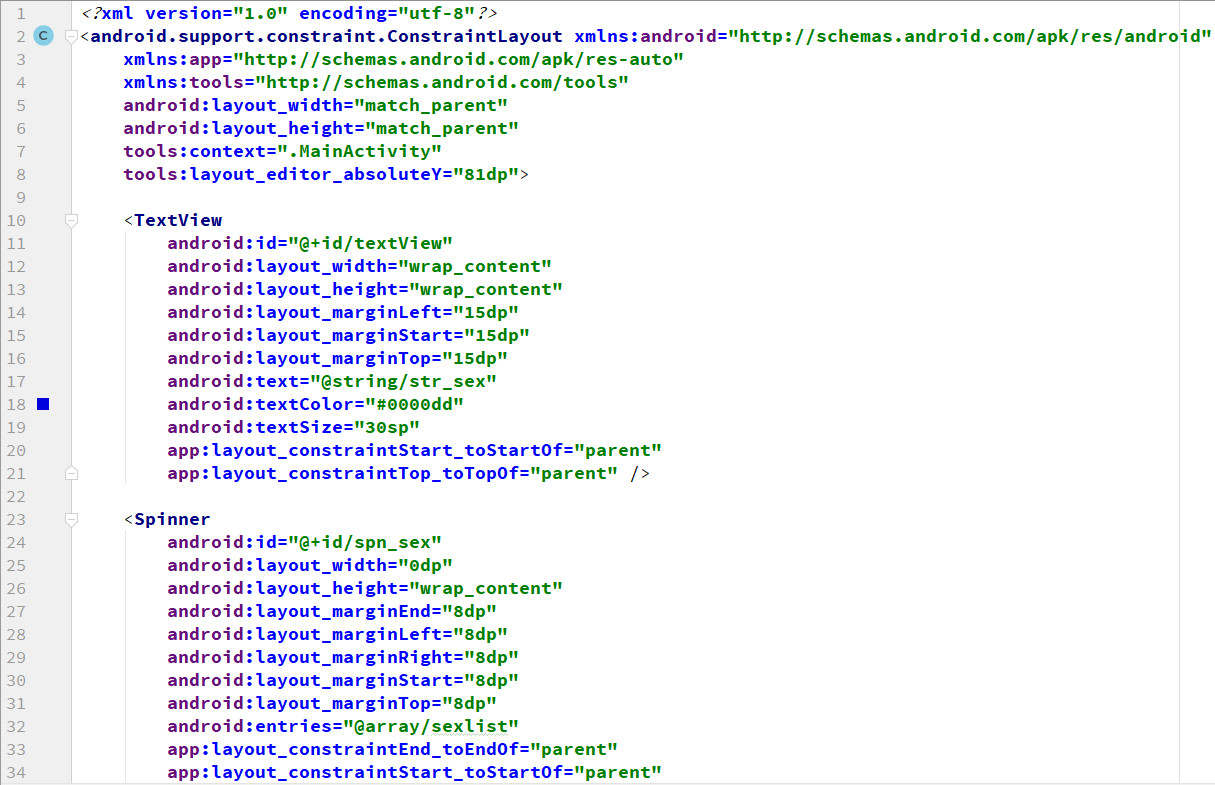 1 <?xml version="1.0" encoding="utf-8"?>
2 C <android.support.constraint.ConstraintLayout xmlns:android="http://schemas.android.com/apk/res/android"
3 xmlns:app="http://schemas.android.com/apk/res-auto"
4 xmlns:tools="http://schemas.android.com/tools"
5 android:layout_width="match_parent"
6 android:layout_height="match_parent"
7 tools:context=".MainActivity"
8 tools:layout_editor_absoluteY="81dp">
9
10 <TextView
11 android:id="@+id/textView"
12 android:layout_width="wrap_content"
13 android:layout_height="wrap_content"
14 android:layout_marginLeft="15dp"
15 android:layout_marginStart="15dp"
16 android:layout_marginTop="15dp"
17 android:text="@string/str_sex"
18 android:textColor="#0000dd"
19 android:textSize="30sp"
20 app:layout_constraintStart_toStartOf="parent"
21 app:layout_constraintTop_toTopOf="parent" />
22
23 <Spinner
24 android:id="@+id/spn_sex"
25 android:layout_width="0dp"
26 android:layout_height="wrap_content"
27 android:layout_marginEnd="8dp"
28 android:layout_marginLeft="8dp"
29 android:layout_marginRight="8dp"
30 android:layout_marginStart="8dp"
31 android:layout_marginTop="8dp"
32 android:entries="@array/sexlist"
33 app:layout_constraintEnd_toEndOf="parent"
34 app:layout_constraintStart_toStartOf="parent"